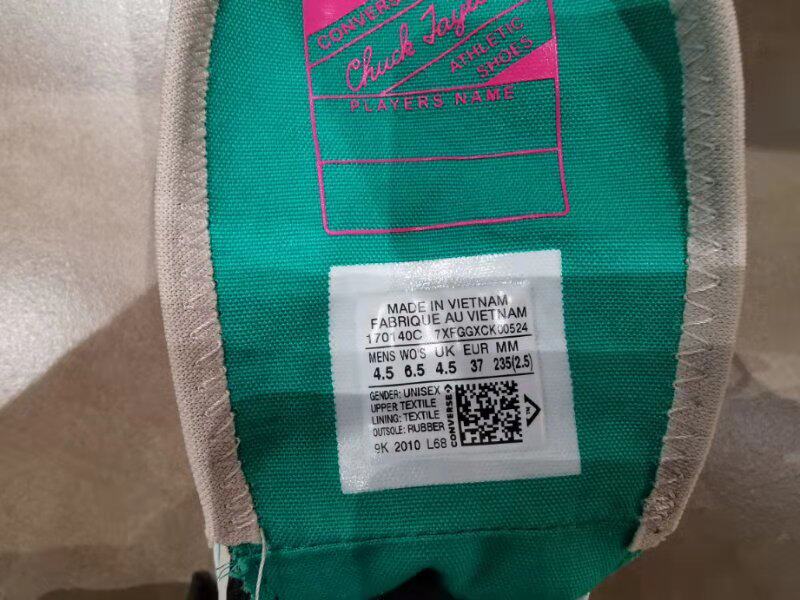 CONVERSE
Chuck Taylor
ATHLETIC
SHOES
PLAYERS NAME
MADE IN VIETNAM
FABRIQUE AU VIETNAM
170140C 7XFGGXCK00524
MENS WO'S UK EUR MM
4.5 6.5 4.5 37 235(2.5)
GENDER: UNISEX
UPPER TEXTILE
LINING: TEXTILE
OUTSOLE: RUBBER
9K 2010 L68
CONVERSE
TM